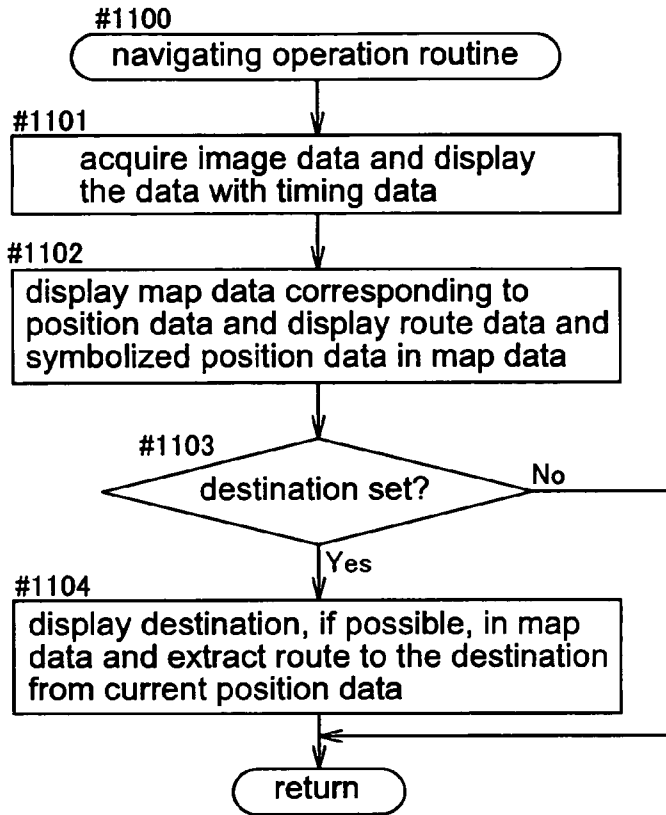 #1100
navigating operation routine
#1101
acquire image data and display
the data with timing data
#1102
display map data corresponding to
position data and display route data and
symbolized position data in map data
#1103
destination set?
No
Yes
#1104
display destination, if possible, in map
data and extract route to the destination
from current position data
return